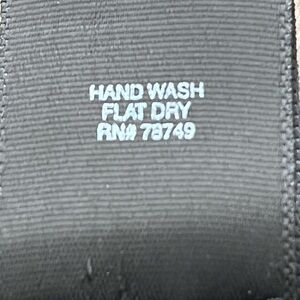 HAND WASH
FLAT DRY
RN# 78749